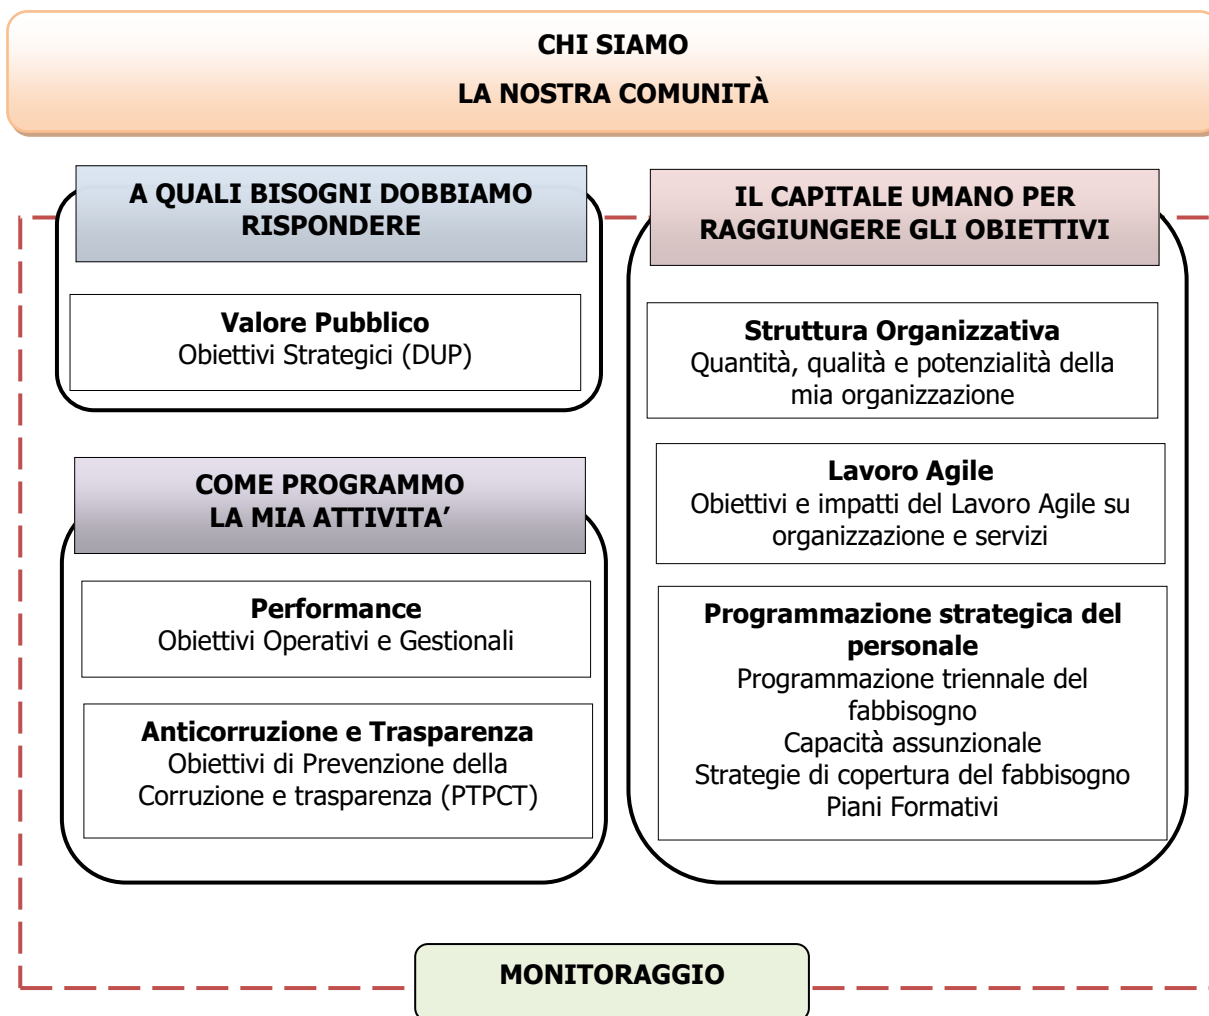 CHI SIAMO
LA NOSTRA COMUNITÀ
A QUALI BISOGNI DOBBIAMO
RISPONDERE
Valore Pubblico
Obiettivi Strategici (DUP)
COME PROGRAMMO
LA MIA ATTIVITA’
Performance
Obiettivi Operativi e Gestionali
Anticorruzione e Trasparenza
Obiettivi di Prevenzione della
Corruzione e trasparenza (PTPCT)
IL CAPITALE UMANO PER
RAGGIUNGERE GLI OBIETTIVI
Struttura Organizzativa
Quantità, qualità e potenzialità della
mia organizzazione
Lavoro Agile
Obiettivi e impatti del Lavoro Agile su
organizzazione e servizi
Programmazione strategica del
personale
Programmazione triennale del
fabbisogno
Capacità assunzionale
Strategie di copertura del fabbisogno
Piani Formativi
MONITORAGGIO